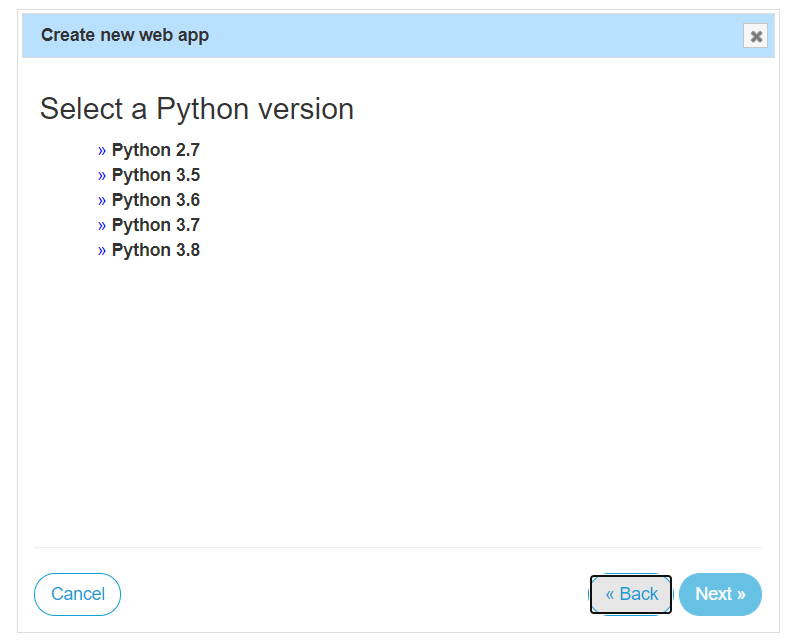 Create new web app
Select a Python version
» Python 2.7
» Python 3.5
» Python 3.6
» Python 3.7
» Python 3.8
Cancel
« Back
Next »